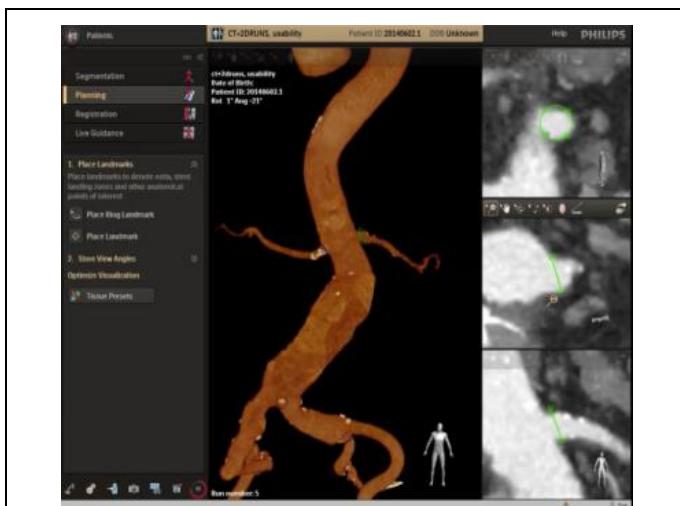 Patients
CT+2DRUNS, usability
Patient ID 20140602.1
DOB Unknown
Help
PHILIPS
Segmentation
Planning
Registration
Live Guidance
1. Place Landmarks
Place landmarks to denote ostia, stent
landing zones and other anatomical
points of interest
Place Ring Landmark
Place Landmark
2. Store View Angles
Optimize Visualization
Tissue Presets
ct+2druns, usability
Date of Birth:
Patient ID: 20140602.1
Rot 1° Ang -21°
Run number: 5